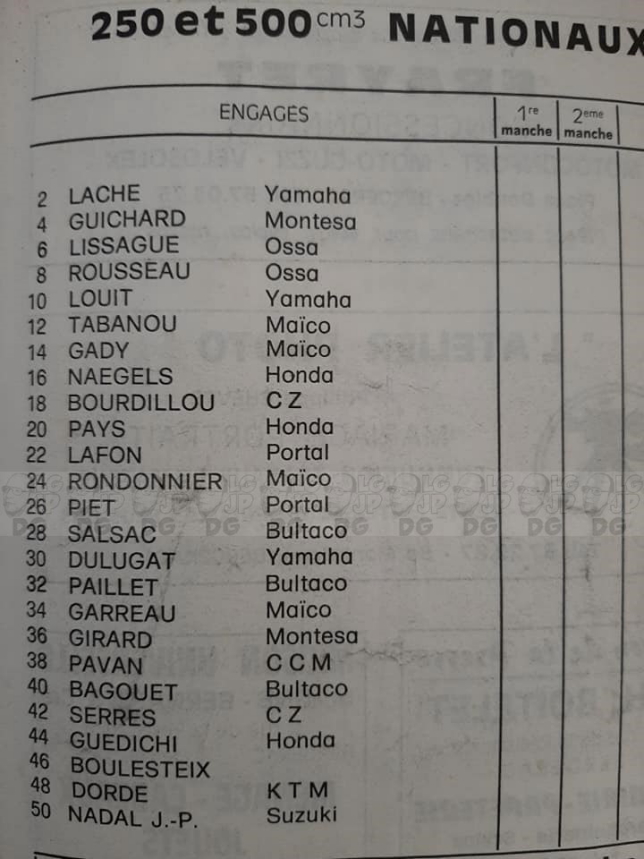 250 et 500 cm3 NATIONAUX
ENGAGES 1re manche 2eme manche
2 LACHE Yamaha
4 GUICHARD Montesa
6 LISSAGUE Ossa
8 ROUSSEAU Ossa
10 LOUIT Yamaha
12 TABANOU Maïco
14 GADY Maïco
16 NAEGELS Honda
18 BOURDILLOU C Z
20 PAYS Honda
22 LAFON Portal
24 RONDONNIER Maïco
26 PIET Portal
28 SALSAC Bultaco
30 DULUGAT Yamaha
32 PAILLET Bultaco
34 GARREAU Maïco
36 GIRARD Montesa
38 PAVAN C C M
40 BAGOUET Bultaco
42 SERRES C Z
44 GUEDICHI Honda
46 BOULESTEIX
48 DORDE K T M
50 NADAL J.-P. Suzuki